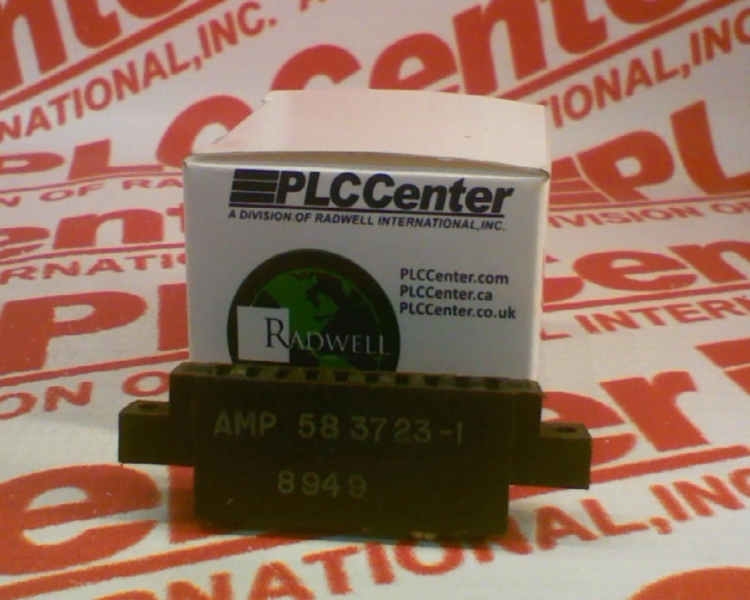 PLCCenter
A DIVISION OF RADWELL INTERNATIONAL, INC.
PLCCenter.com
PLCCenter.ca
PLCCenter.co.uk
RADWELL
AMP 583723-1
8949